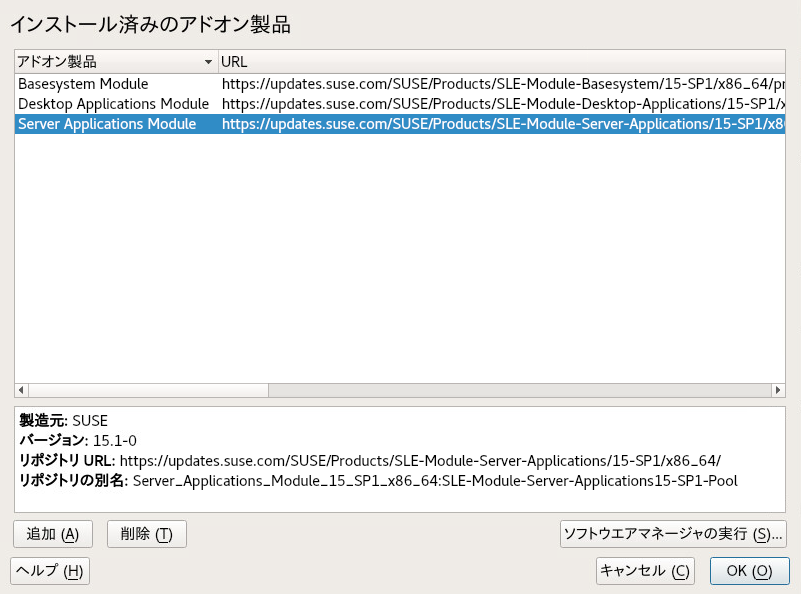 インストール済みのアドオン製品
アドオン製品 URL
Basesystem Module https://updates.suse.com/SUSE/Products/SLE-Module-Basesystem/15-SP1/x86_64/pr
Desktop Applications Module https://updates.suse.com/SUSE/Products/SLE-Module-Desktop-Applications/15-SP1/x
Server Applications Module https://updates.suse.com/SUSE/Products/SLE-Module-Server-Applications/15-SP1/x86
製造元: SUSE
バージョン: 15.1-0
リポジトリ URL: https://updates.suse.com/SUSE/Products/SLE-Module-Server-Applications/15-SP1/x86_64/
リポジトリの別名: Server_Applications_Module_15_SP1_x86_64:SLE-Module-Server-Applications15-SP1-Pool
追加 (A) 削除 (T) ソフトウエアマネージャの実行 (S)...
ヘルプ (H) キャンセル (C) OK (O)